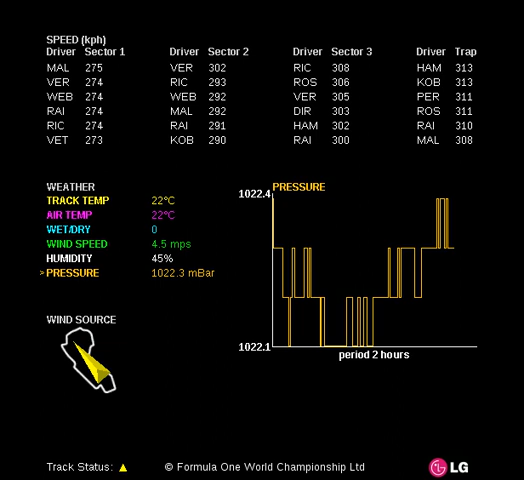 SPEED (kph)
Driver Sector 1 Driver Sector 2 Driver Sector 3 Driver Trap
MAL 275 VER 302 RIC 308 HAM 313
VER 274 RIC 293 ROS 306 KOB 313
WEB 274 WEB 292 VER 305 PER 311
RAI 274 MAL 292 DIR 303 ROS 311
RIC 274 RAI 291 HAM 302 RAI 310
VET 273 KOB 290 RAI 300 MAL 308
WEATHER
TRACK TEMP 22°C
AIR TEMP 22°C
WET/DRY 0
WIND SPEED 4.5 mps
HUMIDITY 45%
> PRESSURE 1022.3 mBar
PRESSURE
1022.4
1022.1
period 2 hours
WIND SOURCE
Track Status: ▲ © Formula One World Championship Ltd LG